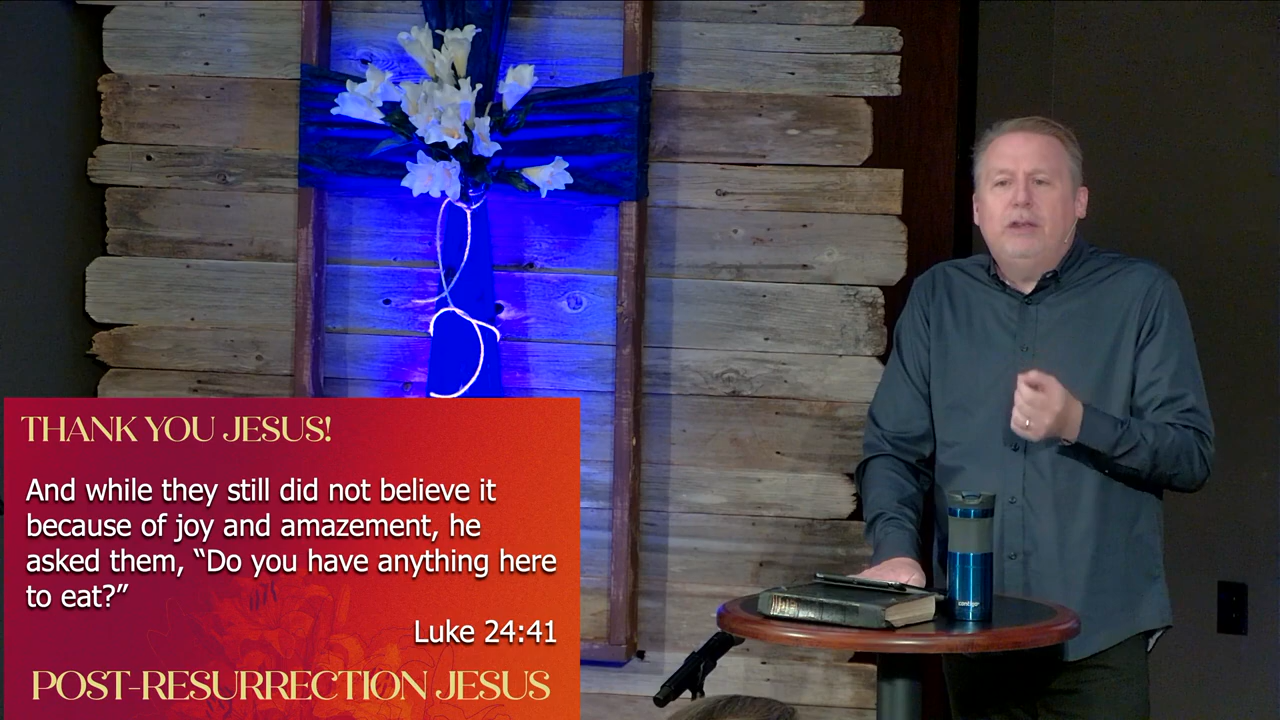 THANK YOU JESUS!
And while they still did not believe it
because of joy and amazement, he
asked them, “Do you have anything here
to eat?”
Luke 24:41
POST-RESURRECTION JESUS
contigo